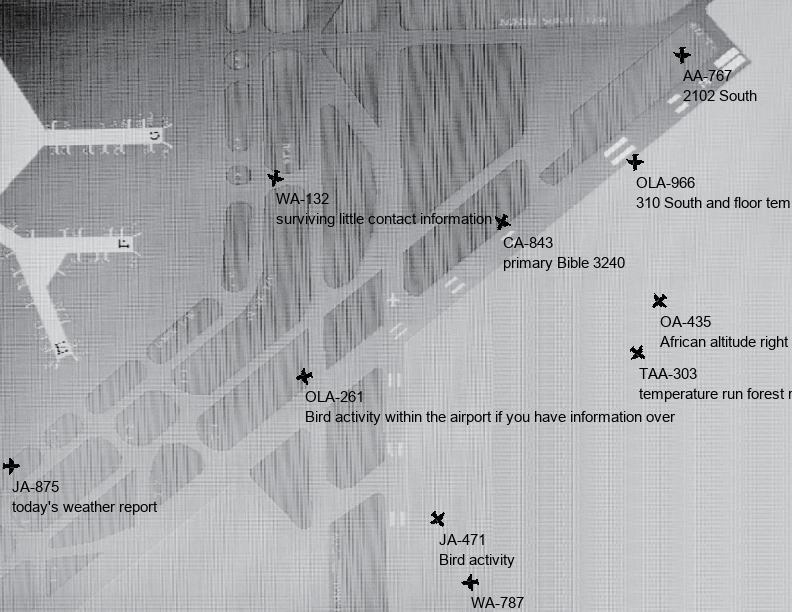 AA-767
2102 South
OLA-966
310 South and floor tem
WA-132
surviving little contact information
CA-843
primary Bible 3240
OA-435
African altitude right
TAA-303
temperature run forest
OLA-261
Bird activity within the airport if you have information over
JA-875
today's weather report
JA-471
Bird activity
WA-787